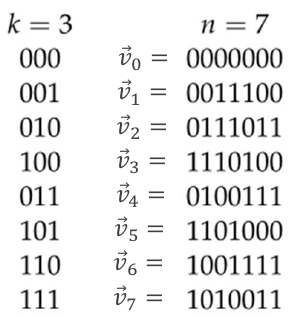 k = 3 n = 7
000 v⃗₀ = 0000000
001 v⃗₁ = 0011100
010 v⃗₂ = 0111011
100 v⃗₃ = 1110100
011 v⃗₄ = 0100111
101 v⃗₅ = 1101000
110 v⃗₆ = 1001111
111 v⃗₇ = 1010011